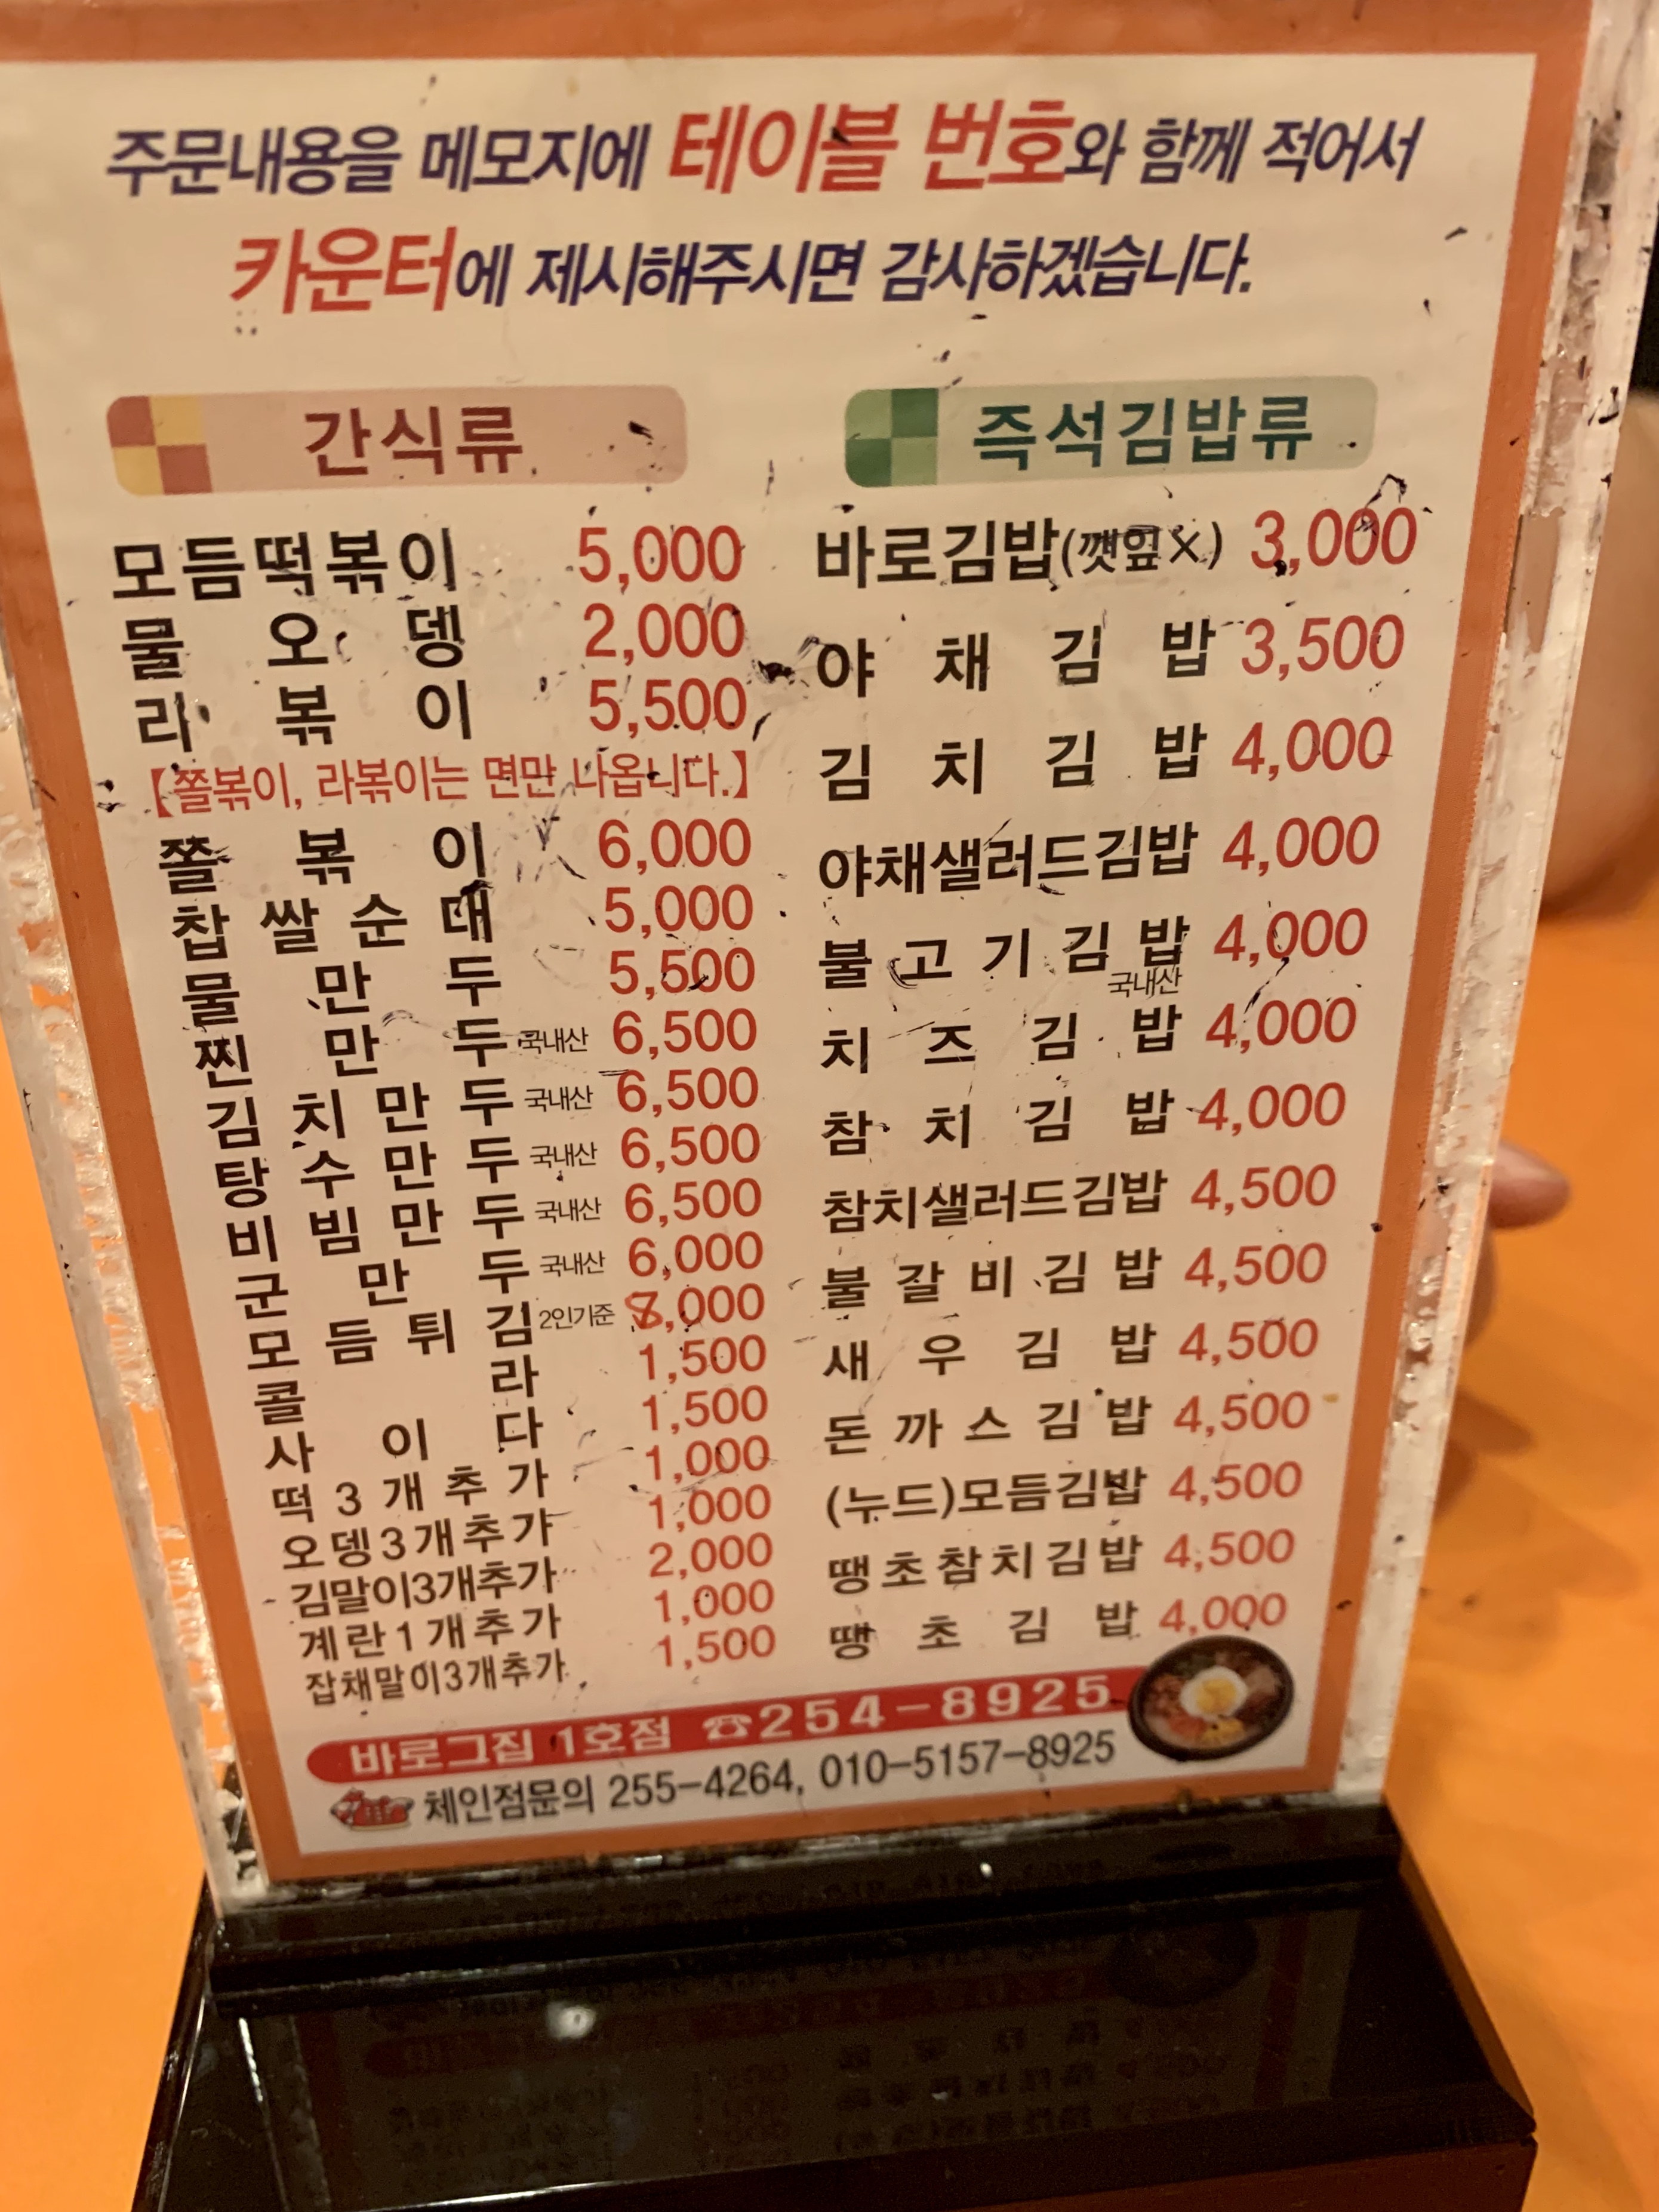 주문내용을 메모지에 테이블 번호와 함께 적어서
카운터에 제시해주시면 감사하겠습니다.
간식류
모듬떡볶이 5,000
물오뎅 2,000
라볶이 5,500
【쫄볶이, 라볶이는 면만 나옵니다.】
쫄볶이 6,000
찹쌀순대 5,000
물만두 5,500
찐만두 국내산 6,500
김치만두 국내산 6,500
탕수만두 국내산 6,500
비빔만두 국내산 6,500
군만두 국내산 6,000
모듬튀김 2인기준 8,000
콜라 1,500
사이다 1,500
떡3개추가 1,000
오뎅3개추가 1,000
김말이3개추가 2,000
계란1개추가 1,000
잡채말이3개추가 1,500
즉석김밥류
바로김밥(깻잎X) 3,000
야채김밥 3,500
김치김밥 4,000
야채샐러드김밥 4,000
불고기김밥 4,000
국내산
치즈김밥 4,000
참치김밥 4,000
참치샐러드김밥 4,500
불갈비김밥 4,500
새우김밥 4,500
돈까스김밥 4,500
(누드)모듬김밥 4,500
땡초참치김밥 4,500
땡초김밥 4,000
바로그집 1호점 ☎254-8925
체인점문의 255-4264, 010-5157-8925